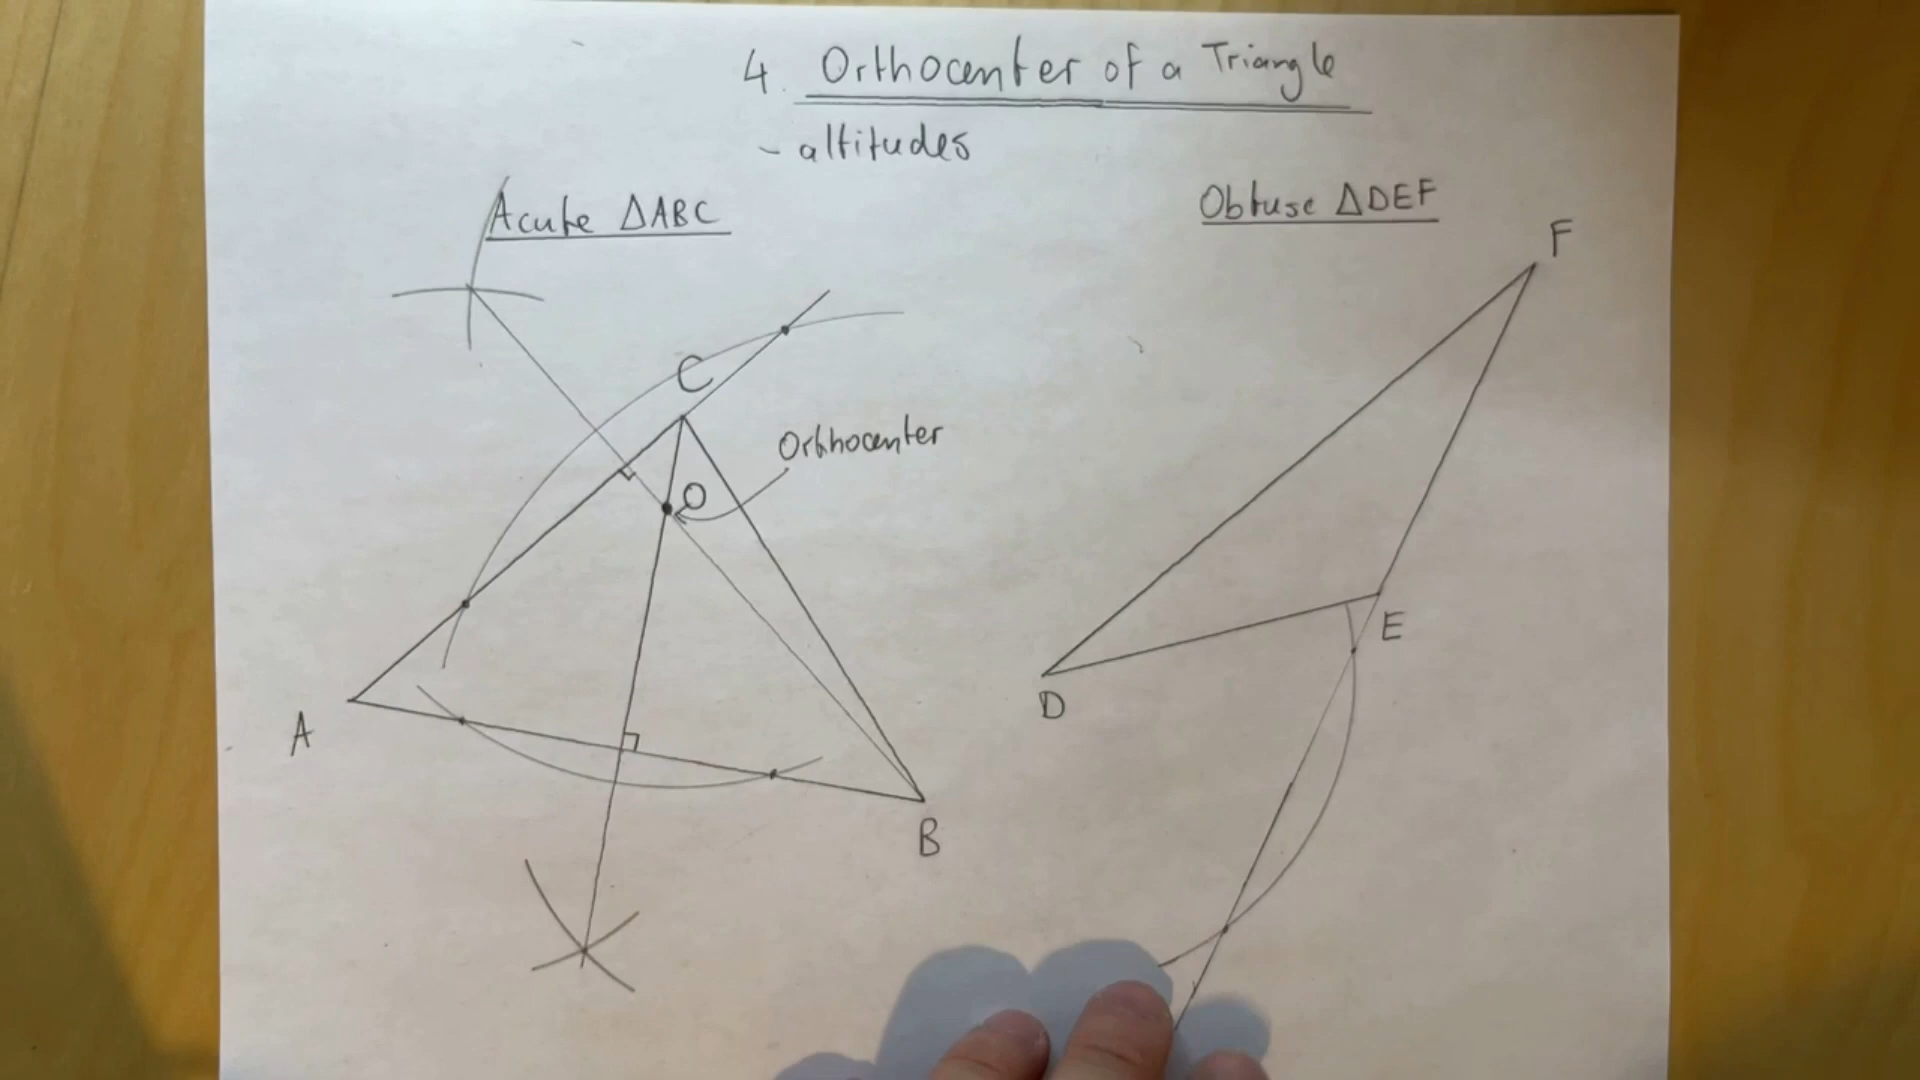 4. Orthocenter of a Triangle
- altitudes
Acute ΔABC
Obtuse ΔDEF
F
C
Orthocenter
O
E
D
A
B